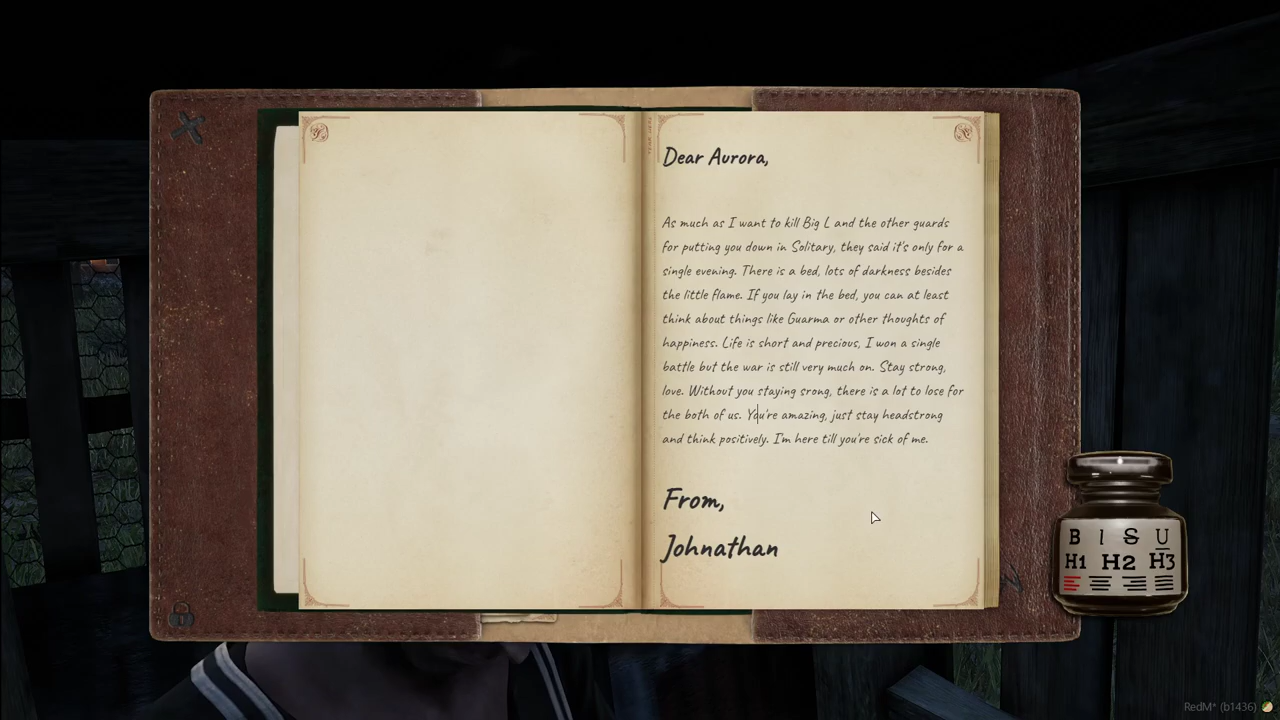 Dear Aurora,
As much as I want to kill Big L and the other guards
for putting you down in Solitary, they said it's only for a
single evening. There is a bed, lots of darkness besides
the little flame. If you lay in the bed, you can at least
think about things like Guarma or other thoughts of
happiness. Life is short and precious, I won a single
battle but the war is still very much on. Stay strong,
love. Without you staying srong, there is a lot to lose for
the both of us. You're amazing, just stay headstrong
and think positively. I'm here till you're sick of me.
From,
Johnathan
B I S U
H1 H2 H3
RedM* (b1436)